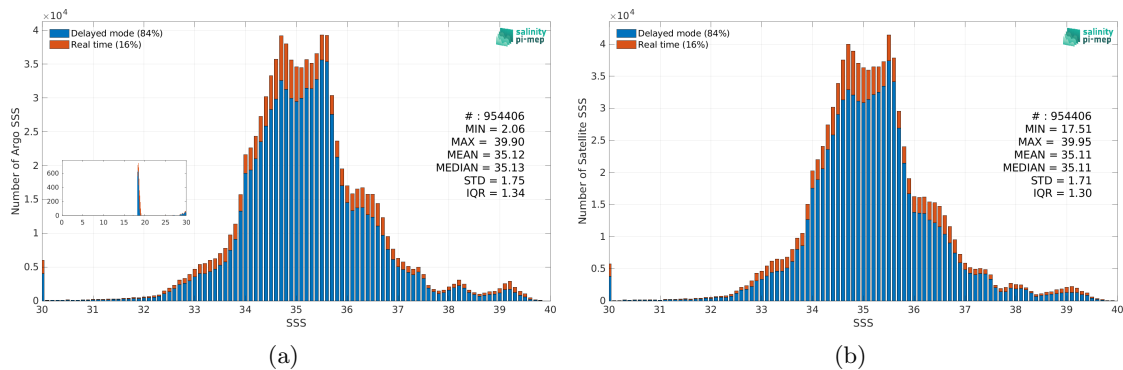 ×10⁴
Delayed mode (84%)
Real time (16%)
salinity
pi-mep
# : 954406
MIN = 2.06
MAX = 39.90
MEAN = 35.12
MEDIAN = 35.13
STD = 1.75
IQR = 1.34
Number of Argo SSS
4
3.5
3
2.5
2
1.5
1
0.5
0
600
400
200
0
0 5 10 15 20 25 30
30 31 32 33 34 35 36 37 38 39 40
SSS
(a)
×10⁴
Delayed mode (84%)
Real time (16%)
salinity
pi-mep
# : 954406
MIN = 17.51
MAX = 39.95
MEAN = 35.11
MEDIAN = 35.11
STD = 1.71
IQR = 1.30
Number of Satellite SSS
4
3.5
3
2.5
2
1.5
1
0.5
0
30 31 32 33 34 35 36 37 38 39 40
SSS
(b)